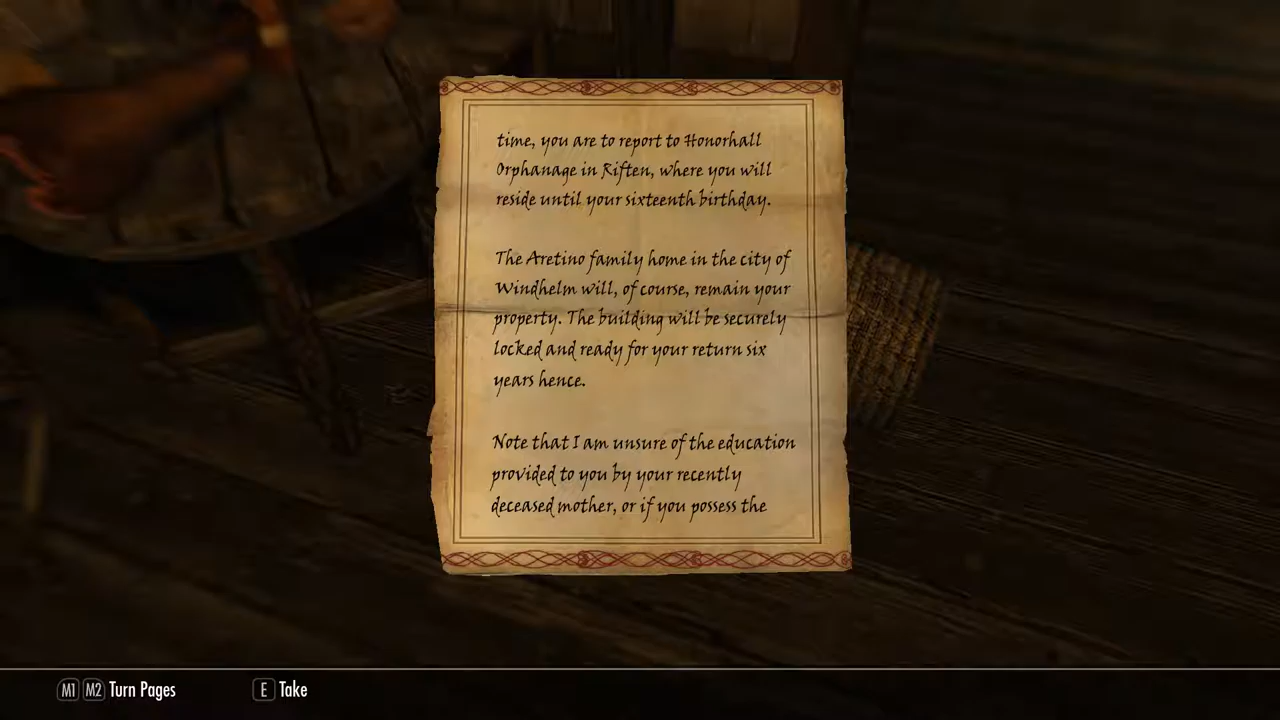 time, you are to report to Honorhall
Orphanage in Riften, where you will
reside until your sixteenth birthday.
The Aretino family home in the city of
Windhelm will, of course, remain your
property. The building will be securely
locked and ready for your return six
years hence.
Note that I am unsure of the education
provided to you by your recently
deceased mother, or if you possess the
M1 M2 Turn Pages E Take